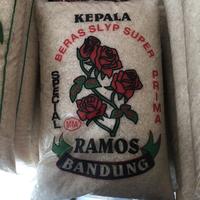 KEPALA
BERAS SLYP SUPER
SPECIAL
PRIMA
RAMOS
BANDUNG